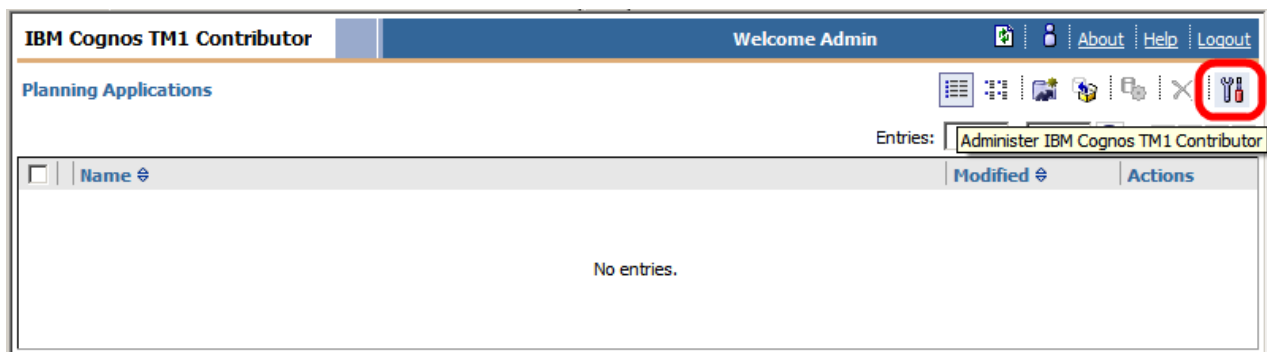 IBM Cognos TM1 Contributor Welcome Admin About Help Logout
Planning Applications
Entries: Administer IBM Cognos TM1 Contributor
Name Modified Actions
No entries.